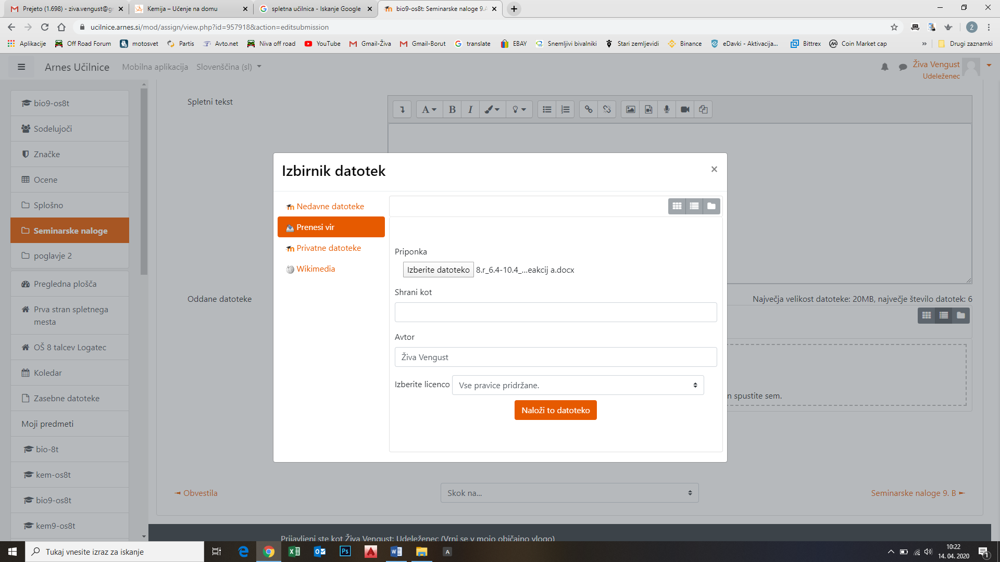 Prejeto (1.698) - ziva.vengust@gr
Kemija – Učenje na domu
spletna učilnica - Iskanje Google
bio9-os8t: Seminarske naloge 9.A
ucilnice.arnes.si/mod/assign/view.php?id=957918&action=editsubmission
Ž
Aplikacije
Off Road Forum
motosvet
Partis
Avto.net
Niva off road
YouTube
Gmail-Živa
Gmail-Borut
translate
EBAY
Snemljivi bivalniki
Stari zemljevidi
Binance
eDavki - Aktivacija...
Bittrex
Coin Market cap
»
Drugi zaznamki
Arnes Učilnice
Mobilna aplikacija
Slovenščina (sl)
Živa Vengust
Udeleženec
bio9-os8t
Sodelujoči
Značke
Ocene
Splošno
Seminarske naloge
poglavje 2
Pregledna plošča
Prva stran spletnega
mesta
OŠ 8 talcev Logatec
Koledar
Zasebne datoteke
Moji predmeti
bio-8t
kem-os8t
bio9-os8t
kem9-os8t
Spletni tekst
A
B
I
Izbirnik datotek
×
Nedavne datoteke
Prenesi vir
Privatne datoteke
Wikimedia
Priponka
Izberite datoteko 8.r_6.4-10.4_...eakcij a.docx
Shrani kot
Avtor
Živa Vengust
Izberite licenco
Vse pravice pridržane.
Naloži to datoteko
Oddane datoteke
Največja velikost datoteke: 20MB, največje število datotek: 6
n spustite sem.
Obvestila
Skok na...
Seminarske naloge 9. B
Prijavljeni ste kot Živa Vengust: Udeleženec (Vrni se v mojo običajno vlogo)
Tukaj vnesite izraz za iskanje
Ps
A
10:22
14. 04. 2020
1